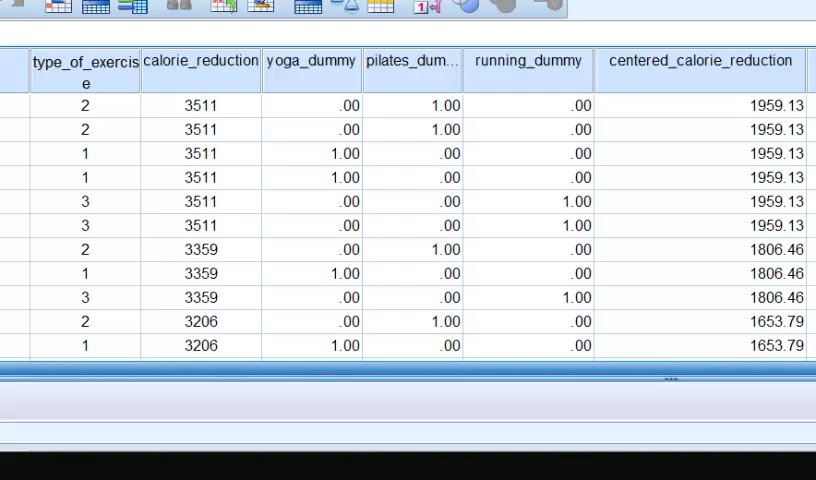 type_of_exercis
e calorie_reduction yoga_dummy pilates_dum... running_dummy centered_calorie_reduction
2 3511 .00 1.00 .00 1959.13
2 3511 .00 1.00 .00 1959.13
1 3511 1.00 .00 .00 1959.13
1 3511 1.00 .00 .00 1959.13
3 3511 .00 .00 1.00 1959.13
3 3511 .00 .00 1.00 1959.13
2 3359 .00 1.00 .00 1806.46
1 3359 1.00 .00 .00 1806.46
3 3359 .00 .00 1.00 1806.46
2 3206 .00 1.00 .00 1653.79
1 3206 1.00 .00 .00 1653.79